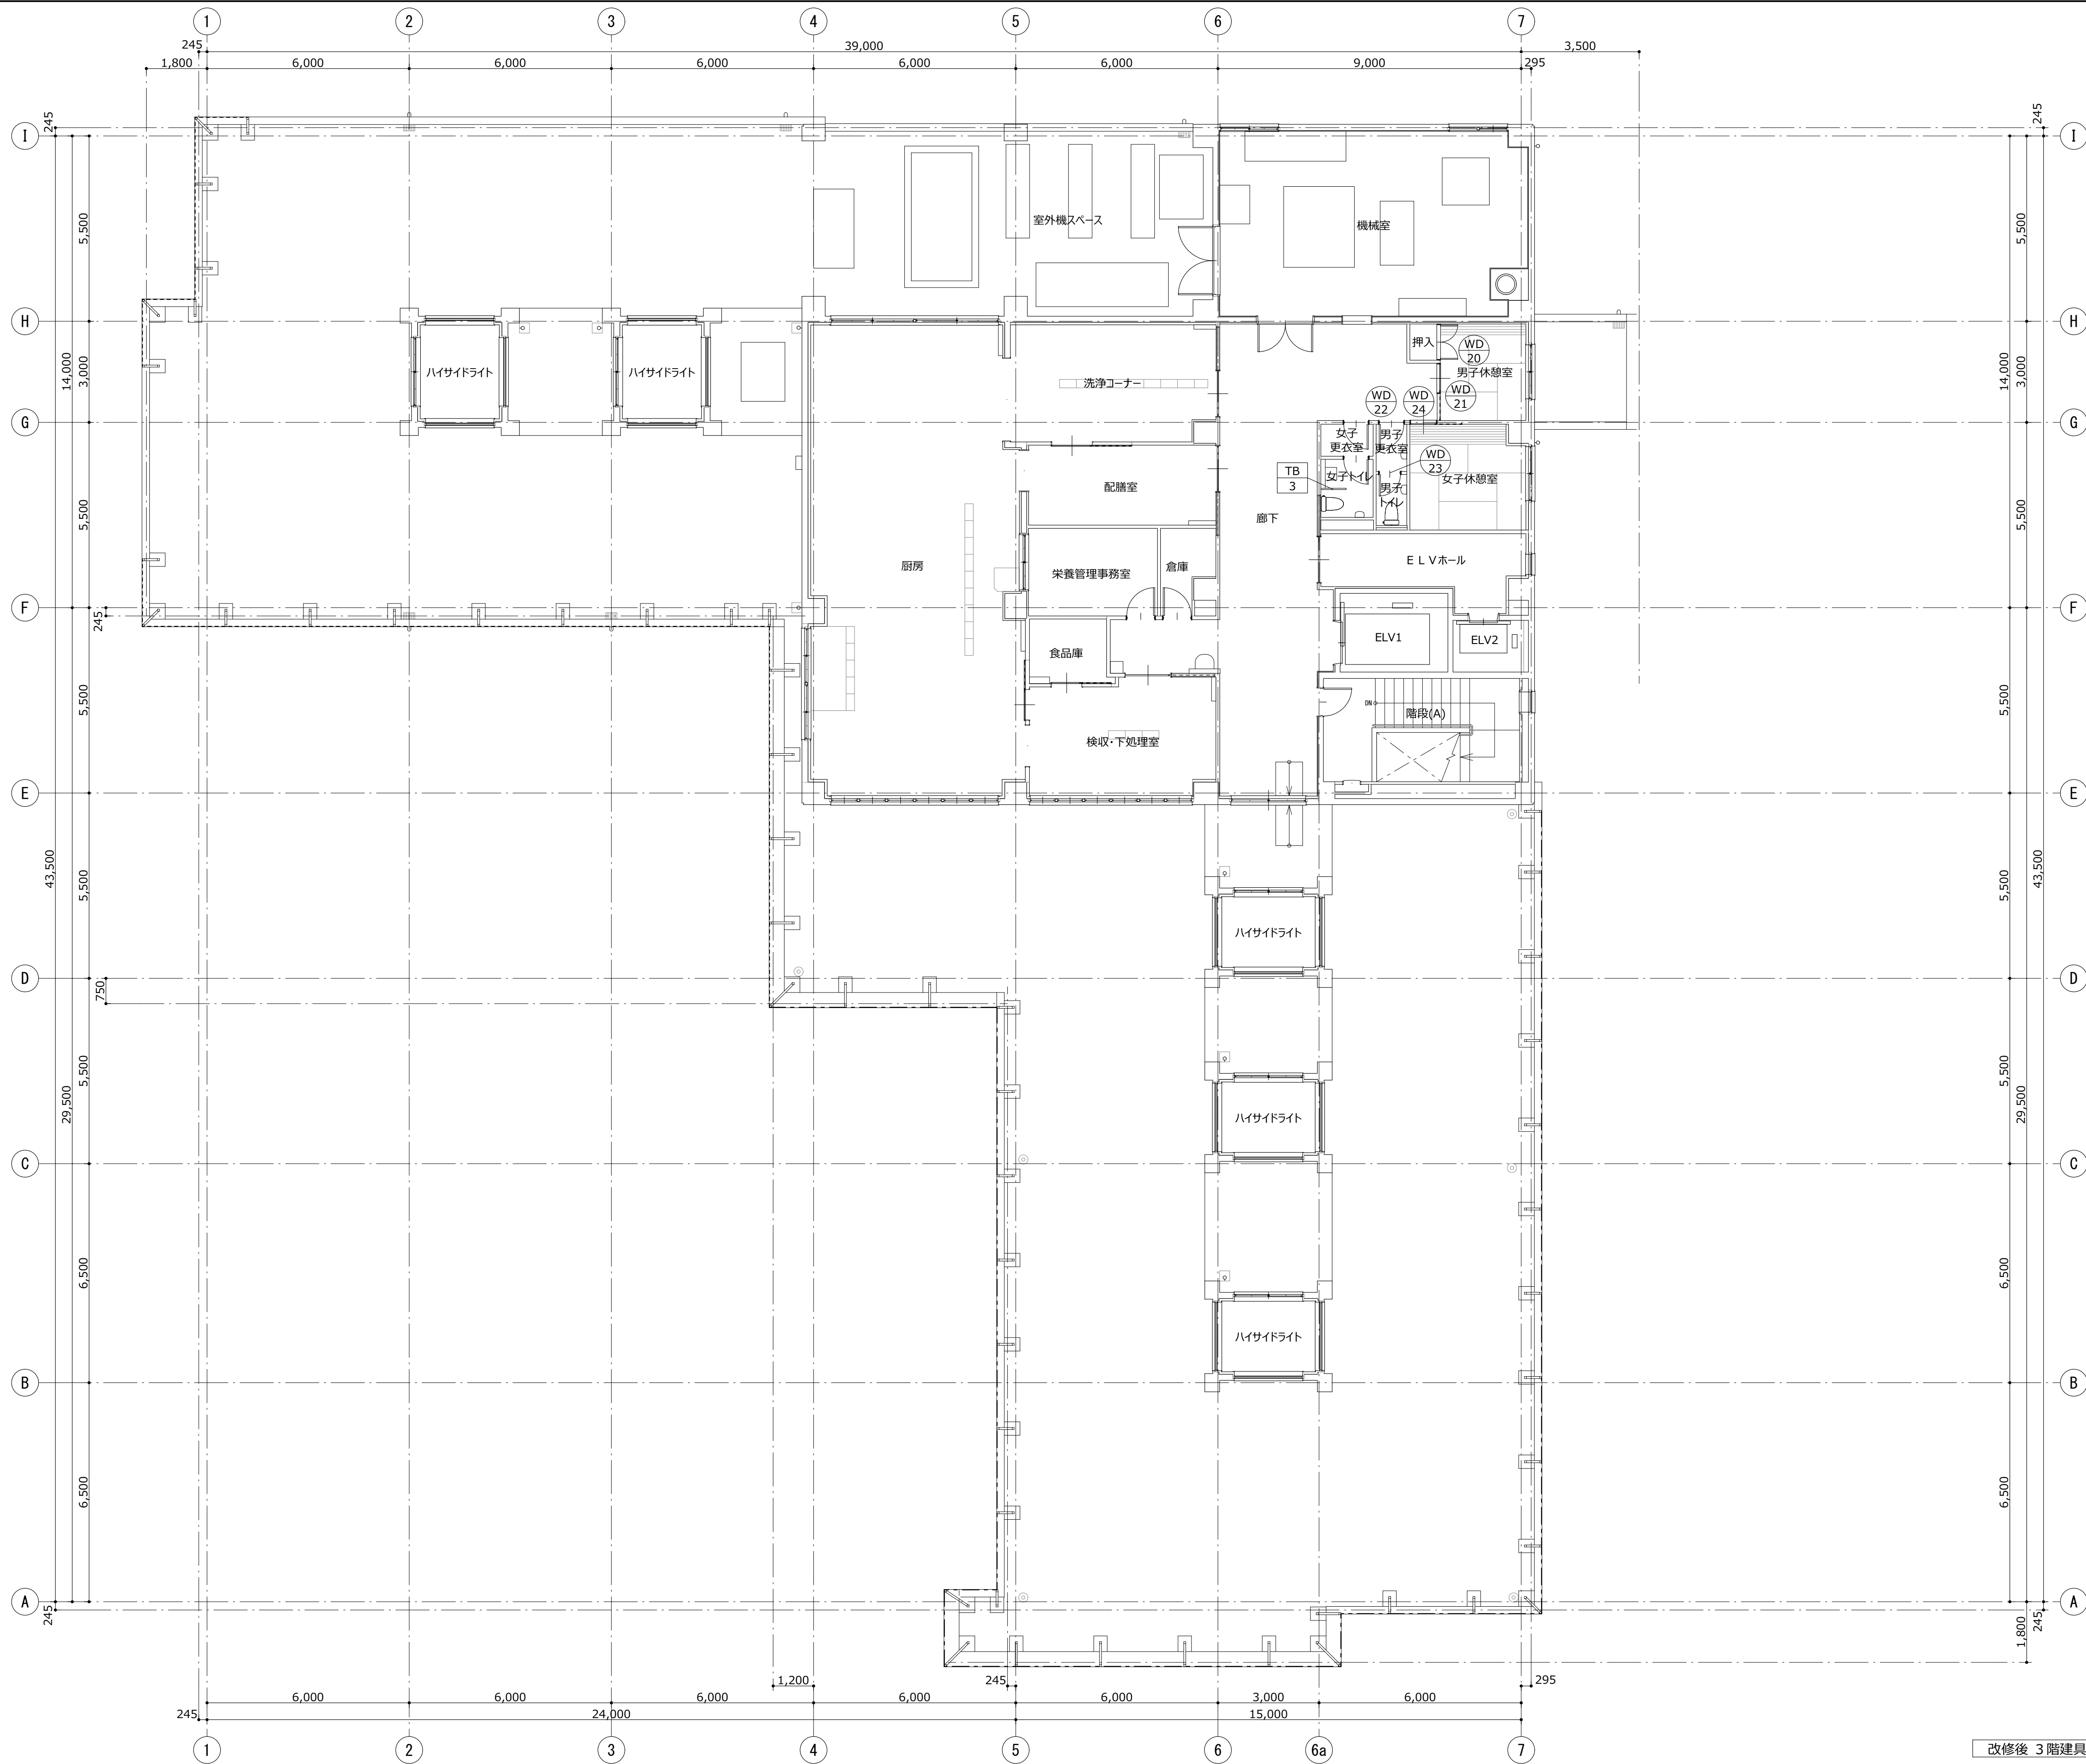 1 2 3 4 5 6 7
245 39,000 3,500
1,800 6,000 6,000 6,000 6,000 6,000 9,000 295
245
245
I
I
5,500
室外機スペース
機械室
5,500
H
H
14,000
3,000
ハイサイドライト
ハイサイドライト
洗浄コーナー
押入
WD
20
男子休憩室
WD
21
WD
22
WD
24
14,000
3,000
G
G
女子
更衣室
男子
更衣室
WD
23
TB
3
女子トイレ
男子
トイレ
女子休憩室
5,500
配膳室
廊下
5,500
厨房
栄養管理事務室
倉庫
ELVホール
F
F
245
ELV1
ELV2
食品庫
5,500
DN
階段(A)
5,500
検収・下処理室
E
E
43,500
5,500
ハイサイドライト
5,500
43,500
D
D
750
5,500
29,500
ハイサイドライト
5,500
29,500
C
C
6,500
ハイサイドライト
6,500
B
B
6,500
6,500
A
A
245
245
1,800
1,200 245 295
6,000 6,000 6,000 6,000 6,000 3,000 6,000
245 24,000 15,000
1 2 3 4 5 6 6a 7
改修後 3階建具